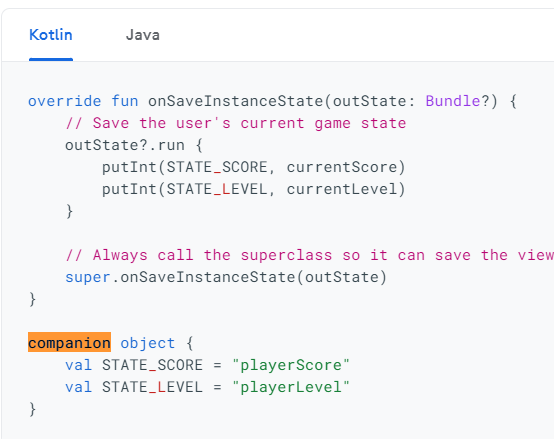 Kotlin Java
override fun onSaveInstanceState(outState: Bundle?) {
    // Save the user's current game state
    outState?.run {
        putInt(STATE_SCORE, currentScore)
        putInt(STATE_LEVEL, currentLevel)
    }

    // Always call the superclass so it can save the view
    super.onSaveInstanceState(outState)
}

companion object {
    val STATE_SCORE = "playerScore"
    val STATE_LEVEL = "playerLevel"
}